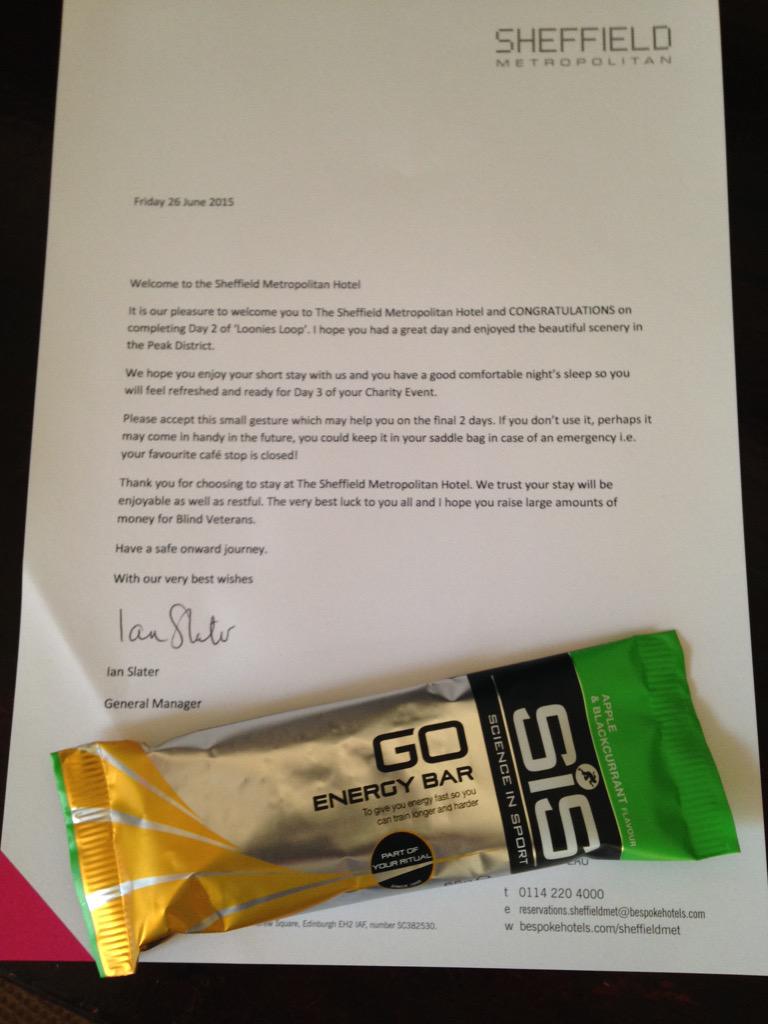 SHEFFIELD
METROPOLITAN
Friday 26 June 2015
Welcome to the Sheffield Metropolitan Hotel
It is our pleasure to welcome you to The Sheffield Metropolitan Hotel and CONGRATULATIONS on
completing Day 2 of 'Loonies Loop'. I hope you had a great day and enjoyed the beautiful scenery in
the Peak District.
We hope you enjoy your short stay with us and you have a good comfortable night's sleep so you
will feel refreshed and ready for Day 3 of your Charity Event.
Please accept this small gesture which may help you on the final 2 days. If you don't use it, perhaps it
may come in handy in the future, you could keep it in your saddle bag in case of an emergency i.e.
your favourite café stop is closed!
Thank you for choosing to stay at The Sheffield Metropolitan Hotel. We trust your stay will be
enjoyable as well as restful. The very best luck to you all and I hope you raise large amounts of
money for Blind Veterans.
Have a safe onward journey.
With our very best wishes
Ian Slater
Ian Slater
General Manager
GO
ENERGY BAR
To give you energy fast so you
can train longer and harder
PART OF
YOUR RITUAL
SCIENCE IN SPORT
SiS
APPLE
& BLACKCURRANT FLAVOUR
t 0114 220 4000
e reservations.sheffieldmet@bespokehotels.com
w bespokehotels.com/sheffieldmet
Square, Edinburgh EH2 IAF, number SC382530.